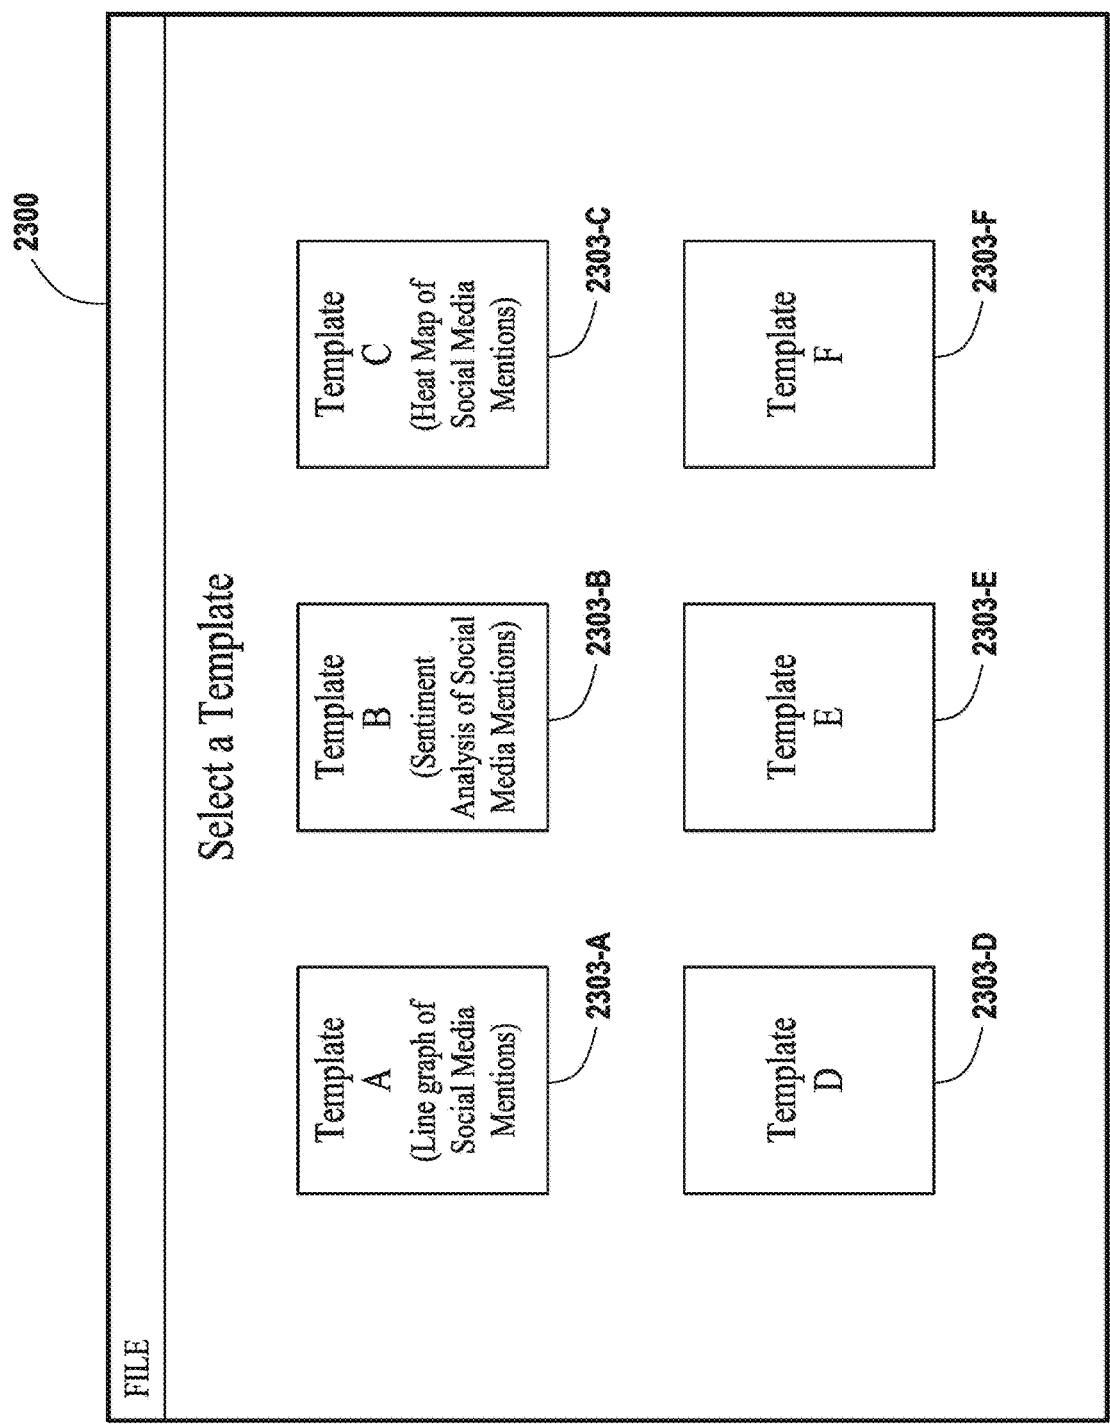 2300
FILE
Select a Template
Template
A
(Line graph of
Social Media
Mentions)
2303-A
Template
B
(Sentiment
Analysis of Social
Media Mentions)
2303-B
Template
C
(Heat Map of
Social Media
Mentions)
2303-C
Template
D
2303-D
Template
E
2303-E
Template
F
2303-F